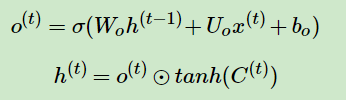 o^{(t)} = σ(W_o h^{(t−1)} + U_o x^{(t)} + b_o)
h^{(t)} = o^{(t)} ⊙ tanh(C^{(t)})